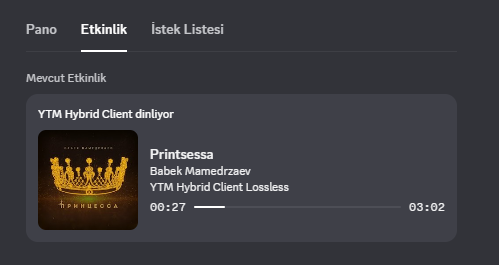 Pano
Etkinlik
İstek Listesi
Mevcut Etkinlik
YTM Hybrid Client dinliyor
ПРИНЦЕССА
Printsessa
Babek Mamedrzaev
YTM Hybrid Client Lossless
00:27
03:02